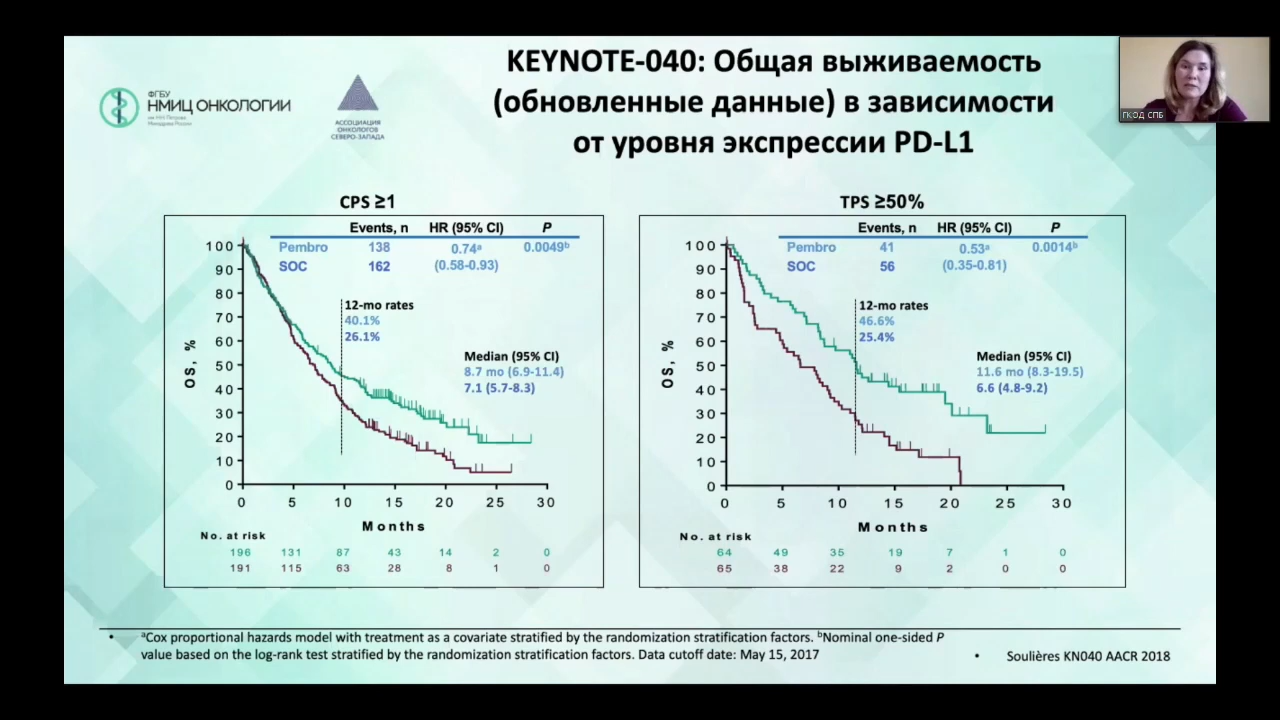 KEYNOTE-040: Общая выживаемость
(обновленные данные) в зависимости
от уровня экспрессии PD-L1
ФГБУ
НМИЦ ОНКОЛОГИИ
им. Н.Н. Петрова
Минздрава России
АССОЦИАЦИЯ
ОНКОЛОГОВ
СЕВЕРО-ЗАПАДА
ГКОД СПБ
CPS ≥1
Events, n HR (95% CI) P
Pembro 138 0.74ᵃ 0.0049ᵇ
SOC 162 (0.58-0.93)
12-mo rates
40.1%
26.1%
Median (95% CI)
8.7 mo (6.9-11.4)
7.1 (5.7-8.3)
OS, %
100
90
80
70
60
50
40
30
20
10
0
0 5 10 15 20 25 30
Months
No. at risk
196 131 87 43 14 2 0
191 115 63 28 8 1 0
TPS ≥50%
Events, n HR (95% CI) P
Pembro 41 0.53ᵃ 0.0014ᵇ
SOC 56 (0.35-0.81)
12-mo rates
46.6%
25.4%
Median (95% CI)
11.6 mo (8.3-19.5)
6.6 (4.8-9.2)
OS, %
100
90
80
70
60
50
40
30
20
10
0
0 5 10 15 20 25 30
Months
No. at risk
64 49 35 19 7 1 0
65 38 22 9 2 0 0
• ᵃCox proportional hazards model with treatment as a covariate stratified by the randomization stratification factors. ᵇNominal one-sided P
value based on the log-rank test stratified by the randomization stratification factors. Data cutoff date: May 15, 2017
• Soulières KN040 AACR 2018